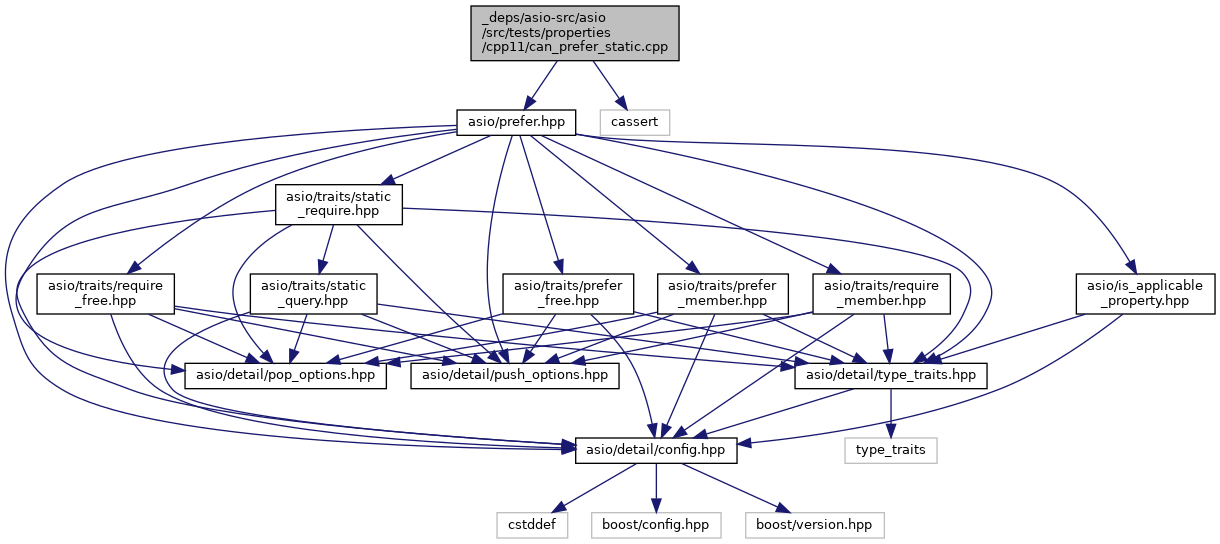 _deps/asio-src/asio
/src/tests/properties
/cpp11/can_prefer_static.cpp
asio/prefer.hpp
cassert
asio/traits/static
_require.hpp
asio/traits/require
_free.hpp
asio/traits/static
_query.hpp
asio/traits/prefer
_free.hpp
asio/traits/prefer
_member.hpp
asio/traits/require
_member.hpp
asio/is_applicable
_property.hpp
asio/detail/pop_options.hpp
asio/detail/push_options.hpp
asio/detail/type_traits.hpp
asio/detail/config.hpp
type_traits
cstddef
boost/config.hpp
boost/version.hpp